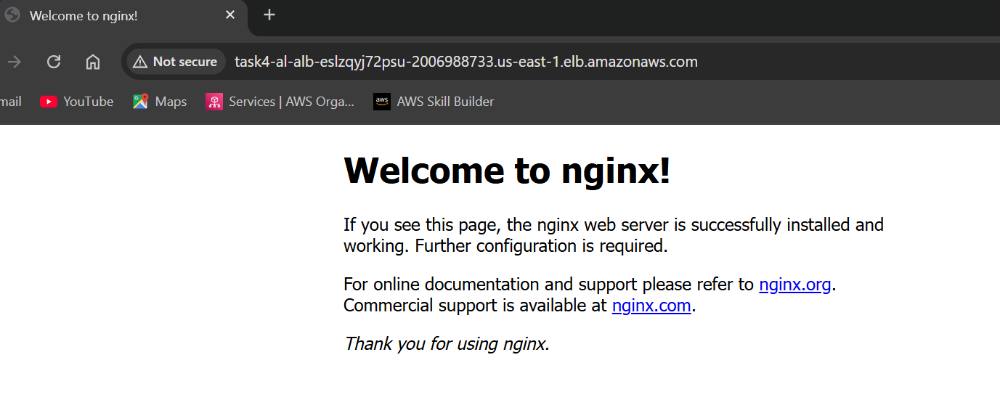 Welcome to nginx!
Not secure task4-al-alb-eslzqyj72psu-2006988733.us-east-1.elb.amazonaws.com
mail YouTube Maps Services | AWS Orga... aws AWS Skill Builder
Welcome to nginx!
If you see this page, the nginx web server is successfully installed and
working. Further configuration is required.
For online documentation and support please refer to nginx.org.
Commercial support is available at nginx.com.
Thank you for using nginx.